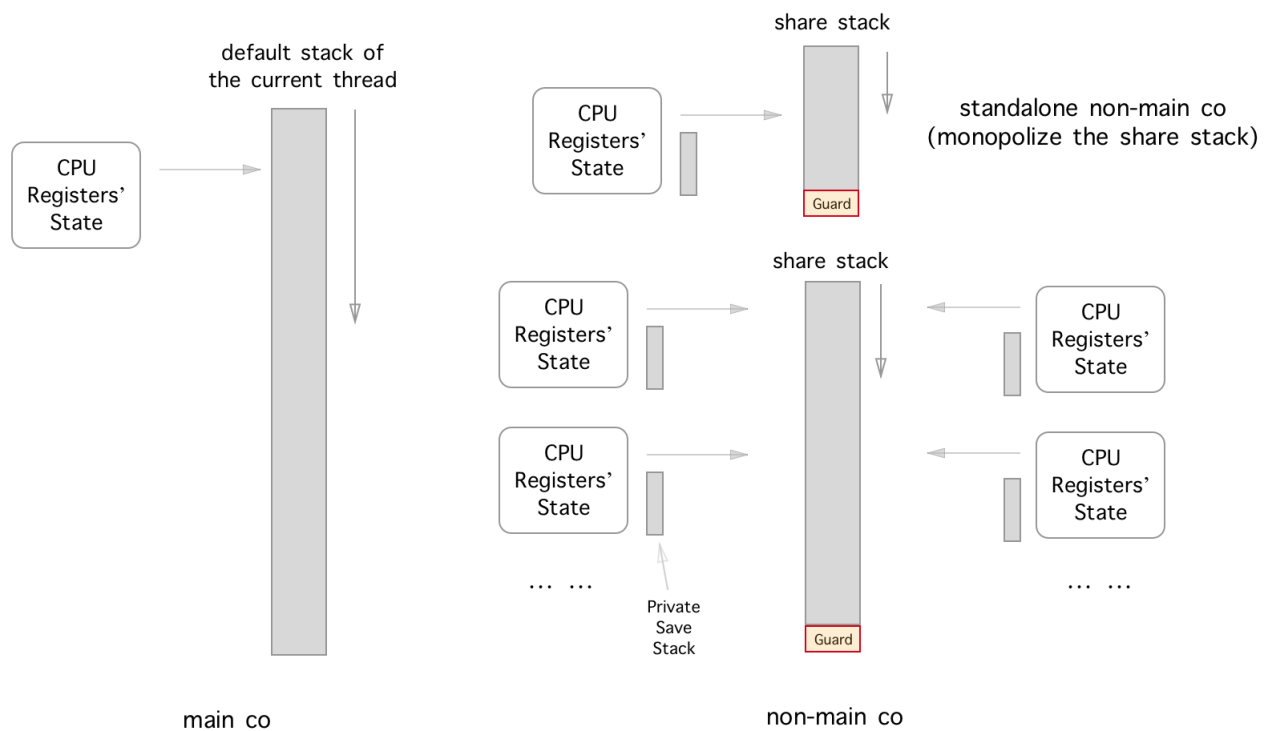 default stack of
the current thread
CPU
Registers’
State
main co
share stack
CPU
Registers’
State
Guard
standalone non-main co
(monopolize the share stack)
share stack
CPU
Registers’
State
CPU
Registers’
State
CPU
Registers’
State
CPU
Registers’
State
... ...
... ...
Private
Save
Stack
Guard
non-main co